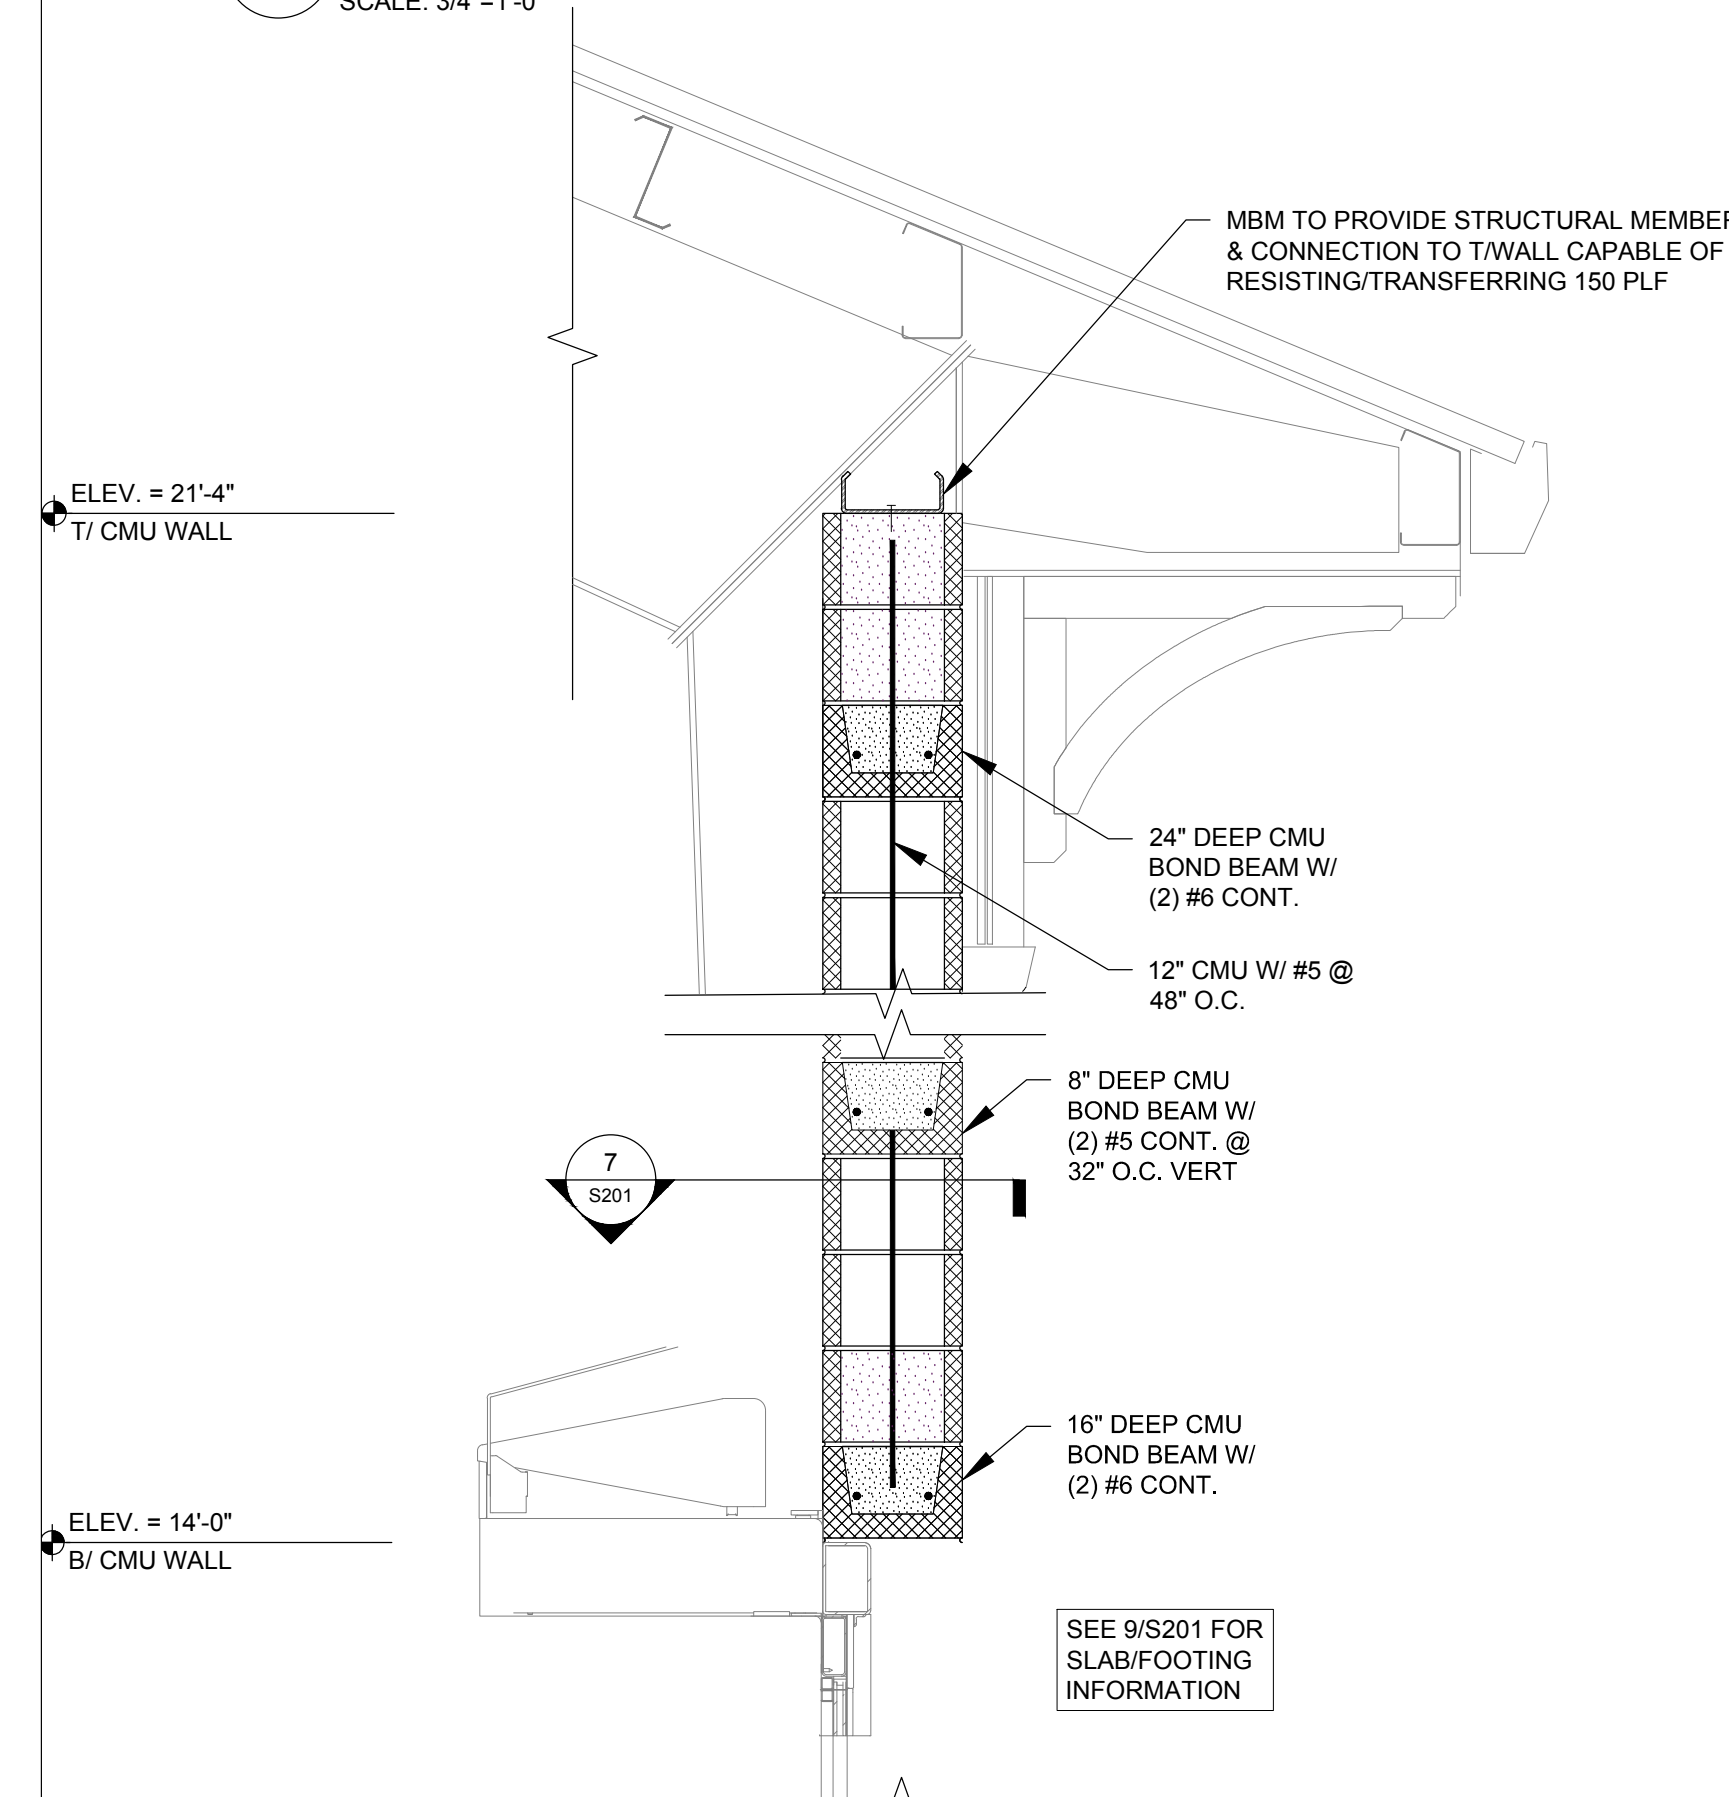 SCALE: 3/4"=1'-0"
MBM TO PROVIDE STRUCTURAL MEMBER
& CONNECTION TO T/WALL CAPABLE OF
RESISTING/TRANSFERRING 150 PLF
ELEV. = 21'-4"
T/ CMU WALL
24" DEEP CMU
BOND BEAM W/
(2) #6 CONT.
12" CMU W/ #5 @
48" O.C.
8" DEEP CMU
BOND BEAM W/
(2) #5 CONT. @
32" O.C. VERT
7
S201
16" DEEP CMU
BOND BEAM W/
(2) #6 CONT.
ELEV. = 14'-0"
B/ CMU WALL
SEE 9/S201 FOR
SLAB/FOOTING
INFORMATION